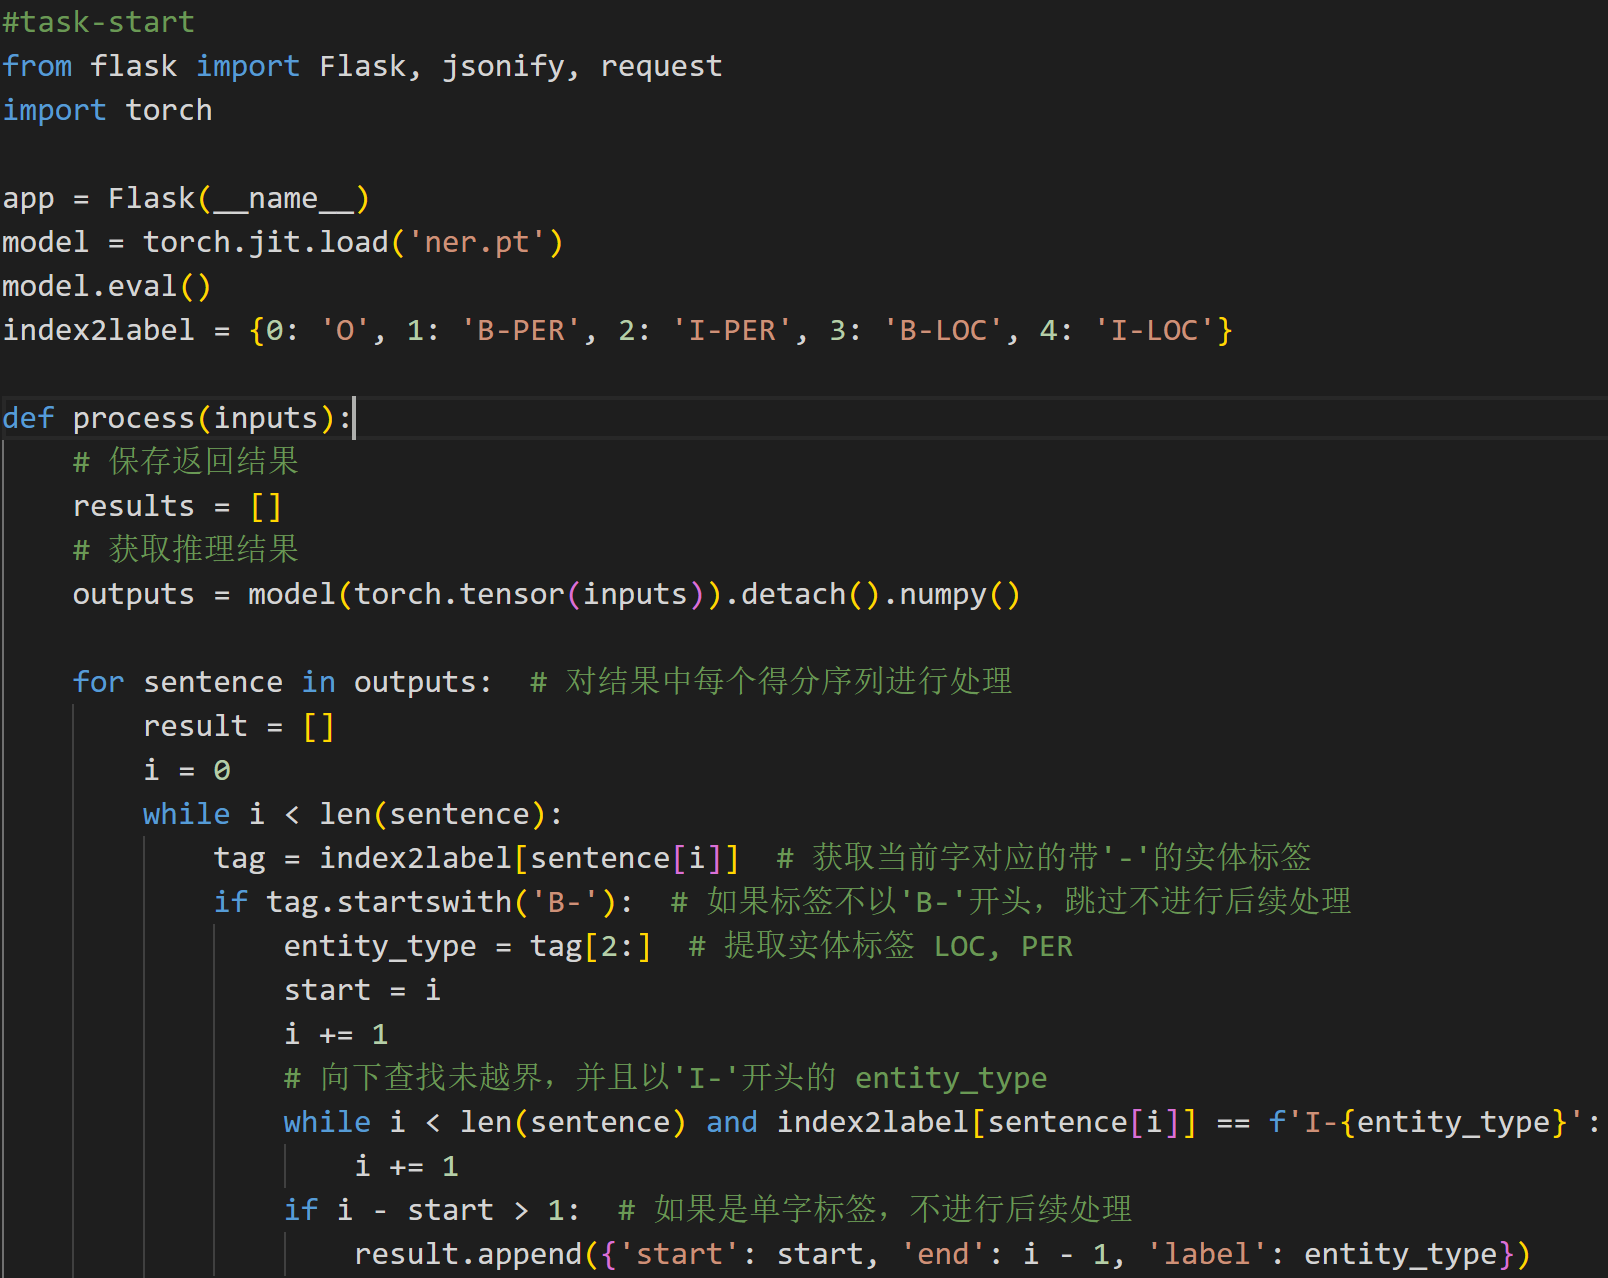 #task-start
from flask import Flask, jsonify, request
import torch

app = Flask(__name__)
model = torch.jit.load('ner.pt')
model.eval()
index2label = {0: 'O', 1: 'B-PER', 2: 'I-PER', 3: 'B-LOC', 4: 'I-LOC'}

def process(inputs):
    # 保存返回结果
    results = []
    # 获取推理结果
    outputs = model(torch.tensor(inputs)).detach().numpy()

    for sentence in outputs:  # 对结果中每个得分序列进行处理
        result = []
        i = 0
        while i < len(sentence):
            tag = index2label[sentence[i]]  # 获取当前字对应的带'-'的实体标签
            if tag.startswith('B-'):  # 如果标签不以'B-'开头，跳过不进行后续处理
                entity_type = tag[2:]  # 提取实体标签 LOC, PER
                start = i
                i += 1
                # 向下查找未越界，并且以'I-'开头的 entity_type
                while i < len(sentence) and index2label[sentence[i]] == f'I-{entity_type}':
                    i += 1
                if i - start > 1:  # 如果是单字标签，不进行后续处理
                    result.append({'start': start, 'end': i - 1, 'label': entity_type})